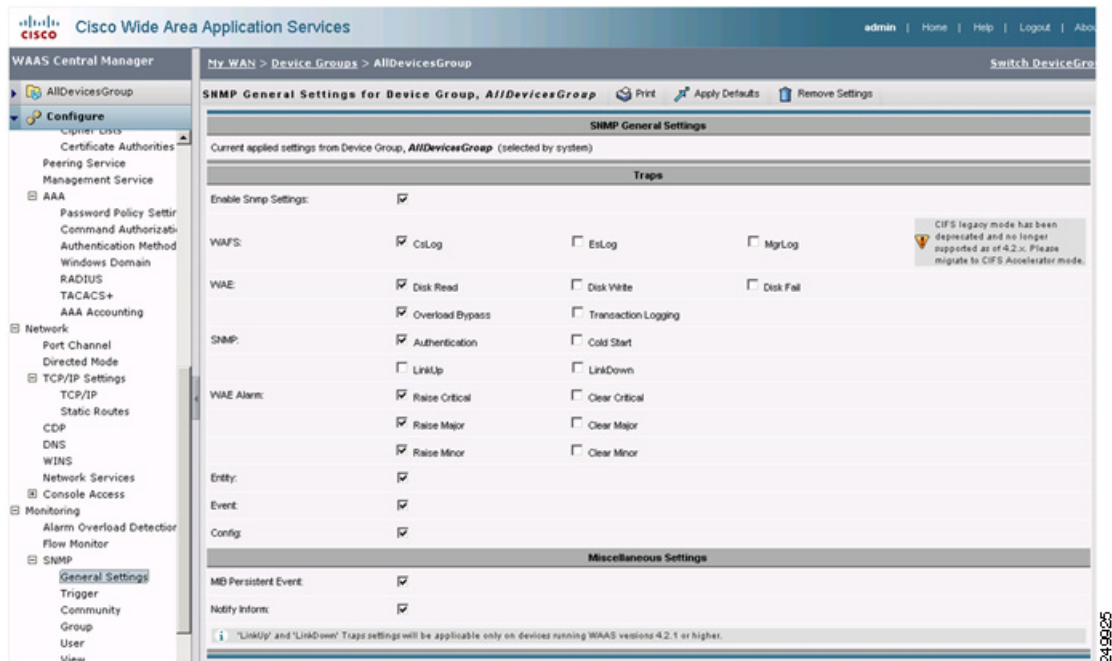 CISCO
Cisco Wide Area Application Services
admin | Home | Help | Logout | Abou
WAAS Central Manager
My WAN > Device Groups > AllDevicesGroup
Switch DeviceGrou
AllDevicesGroup
Configure
Cipher Lists
Certificate Authorities
Peering Service
Management Service
AAA
Password Policy Settin
Command Authorizati
Authentication Method
Windows Domain
RADIUS
TACACS+
AAA Accounting
Network
Port Channel
Directed Mode
TCP/IP Settings
TCP/IP
Static Routes
CDP
DNS
WINS
Network Services
Console Access
Monitoring
Alarm Overload Detection
Flow Monitor
SNMP
General Settings
Trigger
Community
Group
User
View
SNMP General Settings for Device Group, AllDevicesGroup
Print
Apply Defaults
Remove Settings
SNMP General Settings
Current applied settings from Device Group, AllDevicesGroup (selected by system)
Traps
Enable Snmp Settings:
WAFS: CsLog EsLog MgrLog
CIFS legacy mode has been
deprecated and no longer
supported as of 4.2.x. Please
migrate to CIFS Accelerator mode.
WAE: Disk Read Disk Write Disk Fail
Overload Bypass Transaction Logging
SNMP: Authentication Cold Start
LinkUp LinkDown
WAE Alarm: Raise Critical Clear Critical
Raise Major Clear Major
Raise Minor Clear Minor
Entity:
Event:
Config:
Miscellaneous Settings
MIB Persistent Event:
Notify Inform:
'LinkUp' and 'LinkDown' Traps settings will be applicable only on devices running WAAS versions 4.2.1 or higher.
249925